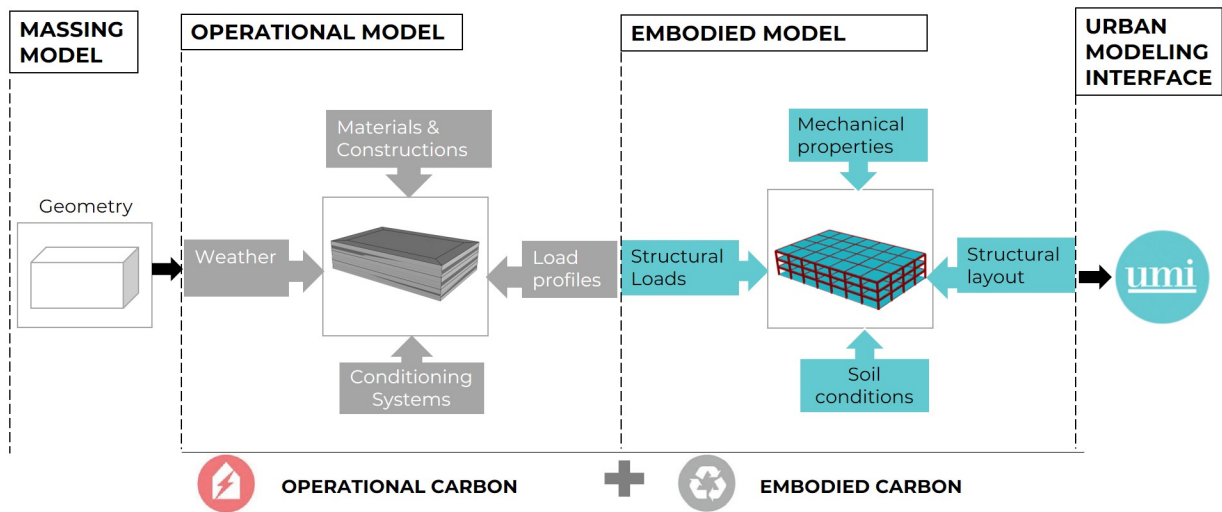 MASSING
MODEL
OPERATIONAL MODEL
EMBODIED MODEL
URBAN
MODELING
INTERFACE
Materials &
Constructions
Mechanical
properties
Geometry
Weather
Load
profiles
Structural
Loads
Structural
layout
umi
Conditioning
Systems
Soil
conditions
OPERATIONAL CARBON
EMBODIED CARBON